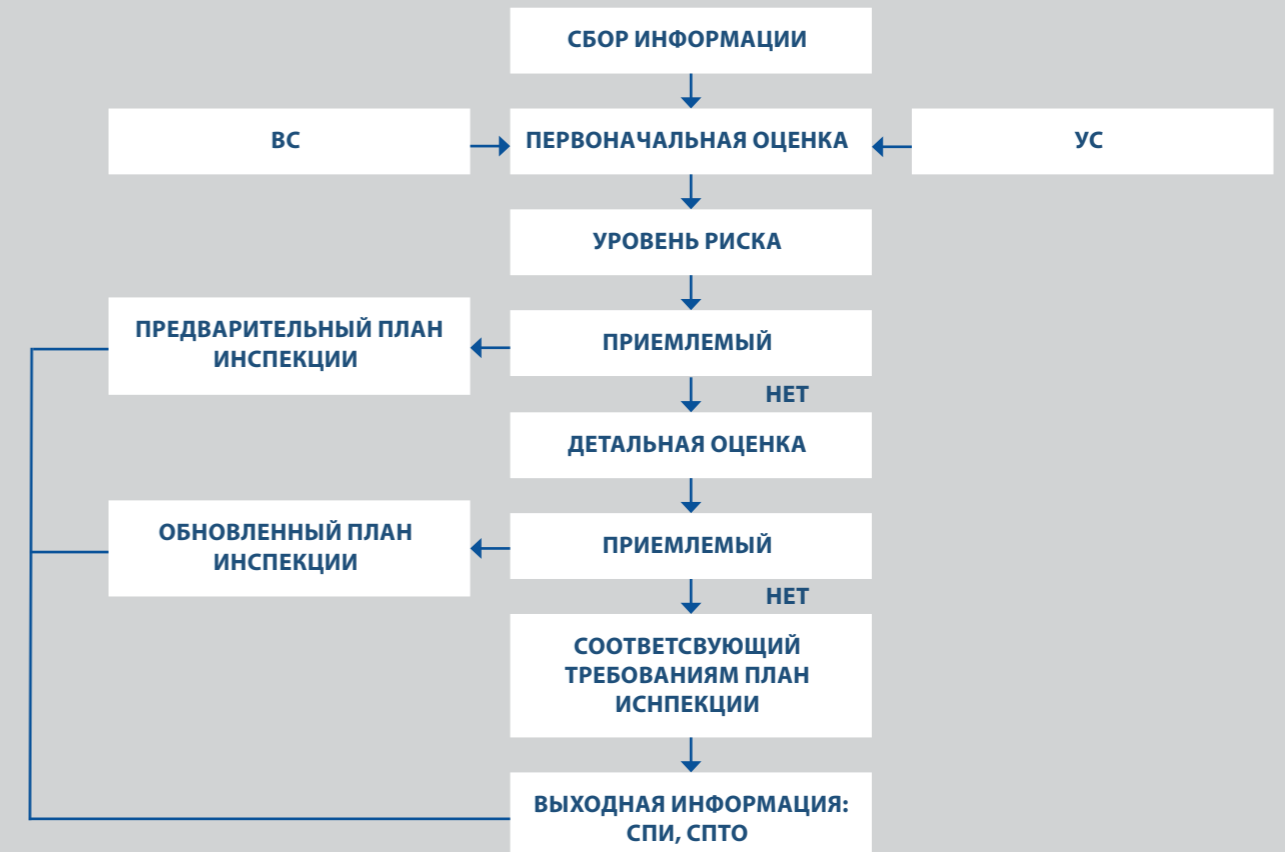 СБОР ИНФОРМАЦИИ
ВС
ПЕРВОНАЧАЛЬНАЯ ОЦЕНКА
УС
УРОВЕНЬ РИСКА
ПРЕДВАРИТЕЛЬНЫЙ ПЛАН
ИНСПЕКЦИИ
ПРИЕМЛЕМЫЙ
НЕТ
ДЕТАЛЬНАЯ ОЦЕНКА
ОБНОВЛЕННЫЙ ПЛАН
ИНСПЕКЦИИ
ПРИЕМЛЕМЫЙ
НЕТ
СООТВЕТСВУЮЩИЙ
ТРЕБОВАНИЯМ ПЛАН
ИСНПЕКЦИИ
ВЫХОДНАЯ ИНФОРМАЦИЯ:
СПИ, СПТО